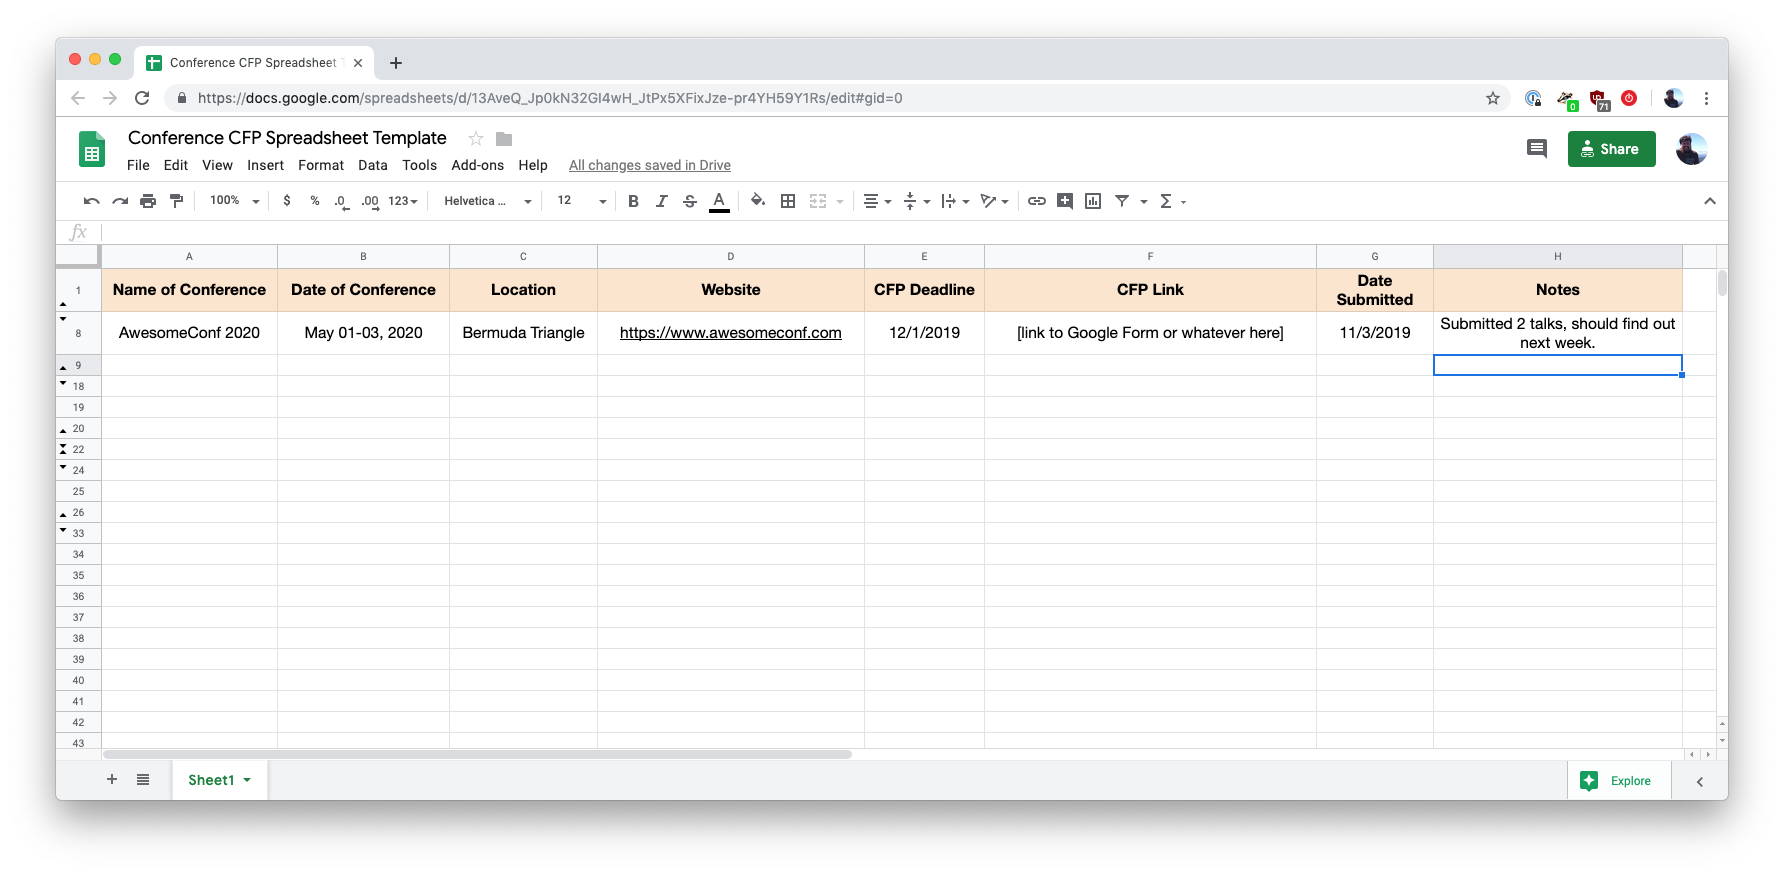 Conference CFP Spreadsheet T
https://docs.google.com/spreadsheets/d/13AveQ_Jp0kN32GI4wH_JtPx5XFixJze-pr4YH59Y1Rs/edit#gid=0
0
71
Conference CFP Spreadsheet Template
File Edit View Insert Format Data Tools Add-ons Help All changes saved in Drive
Share
100% $ % .0 .00 123 Helvetica ... 12 B I S A Σ
fx
A B C D E F G H
1 Name of Conference Date of Conference Location Website CFP Deadline CFP Link Date Submitted Notes
8 AwesomeConf 2020 May 01-03, 2020 Bermuda Triangle https://www.awesomeconf.com 12/1/2019 [link to Google Form or whatever here] 11/3/2019 Submitted 2 talks, should find out next week.
9
18
19
20
22
24
25
26
33
34
35
36
37
38
39
40
41
42
43
Sheet1
Explore